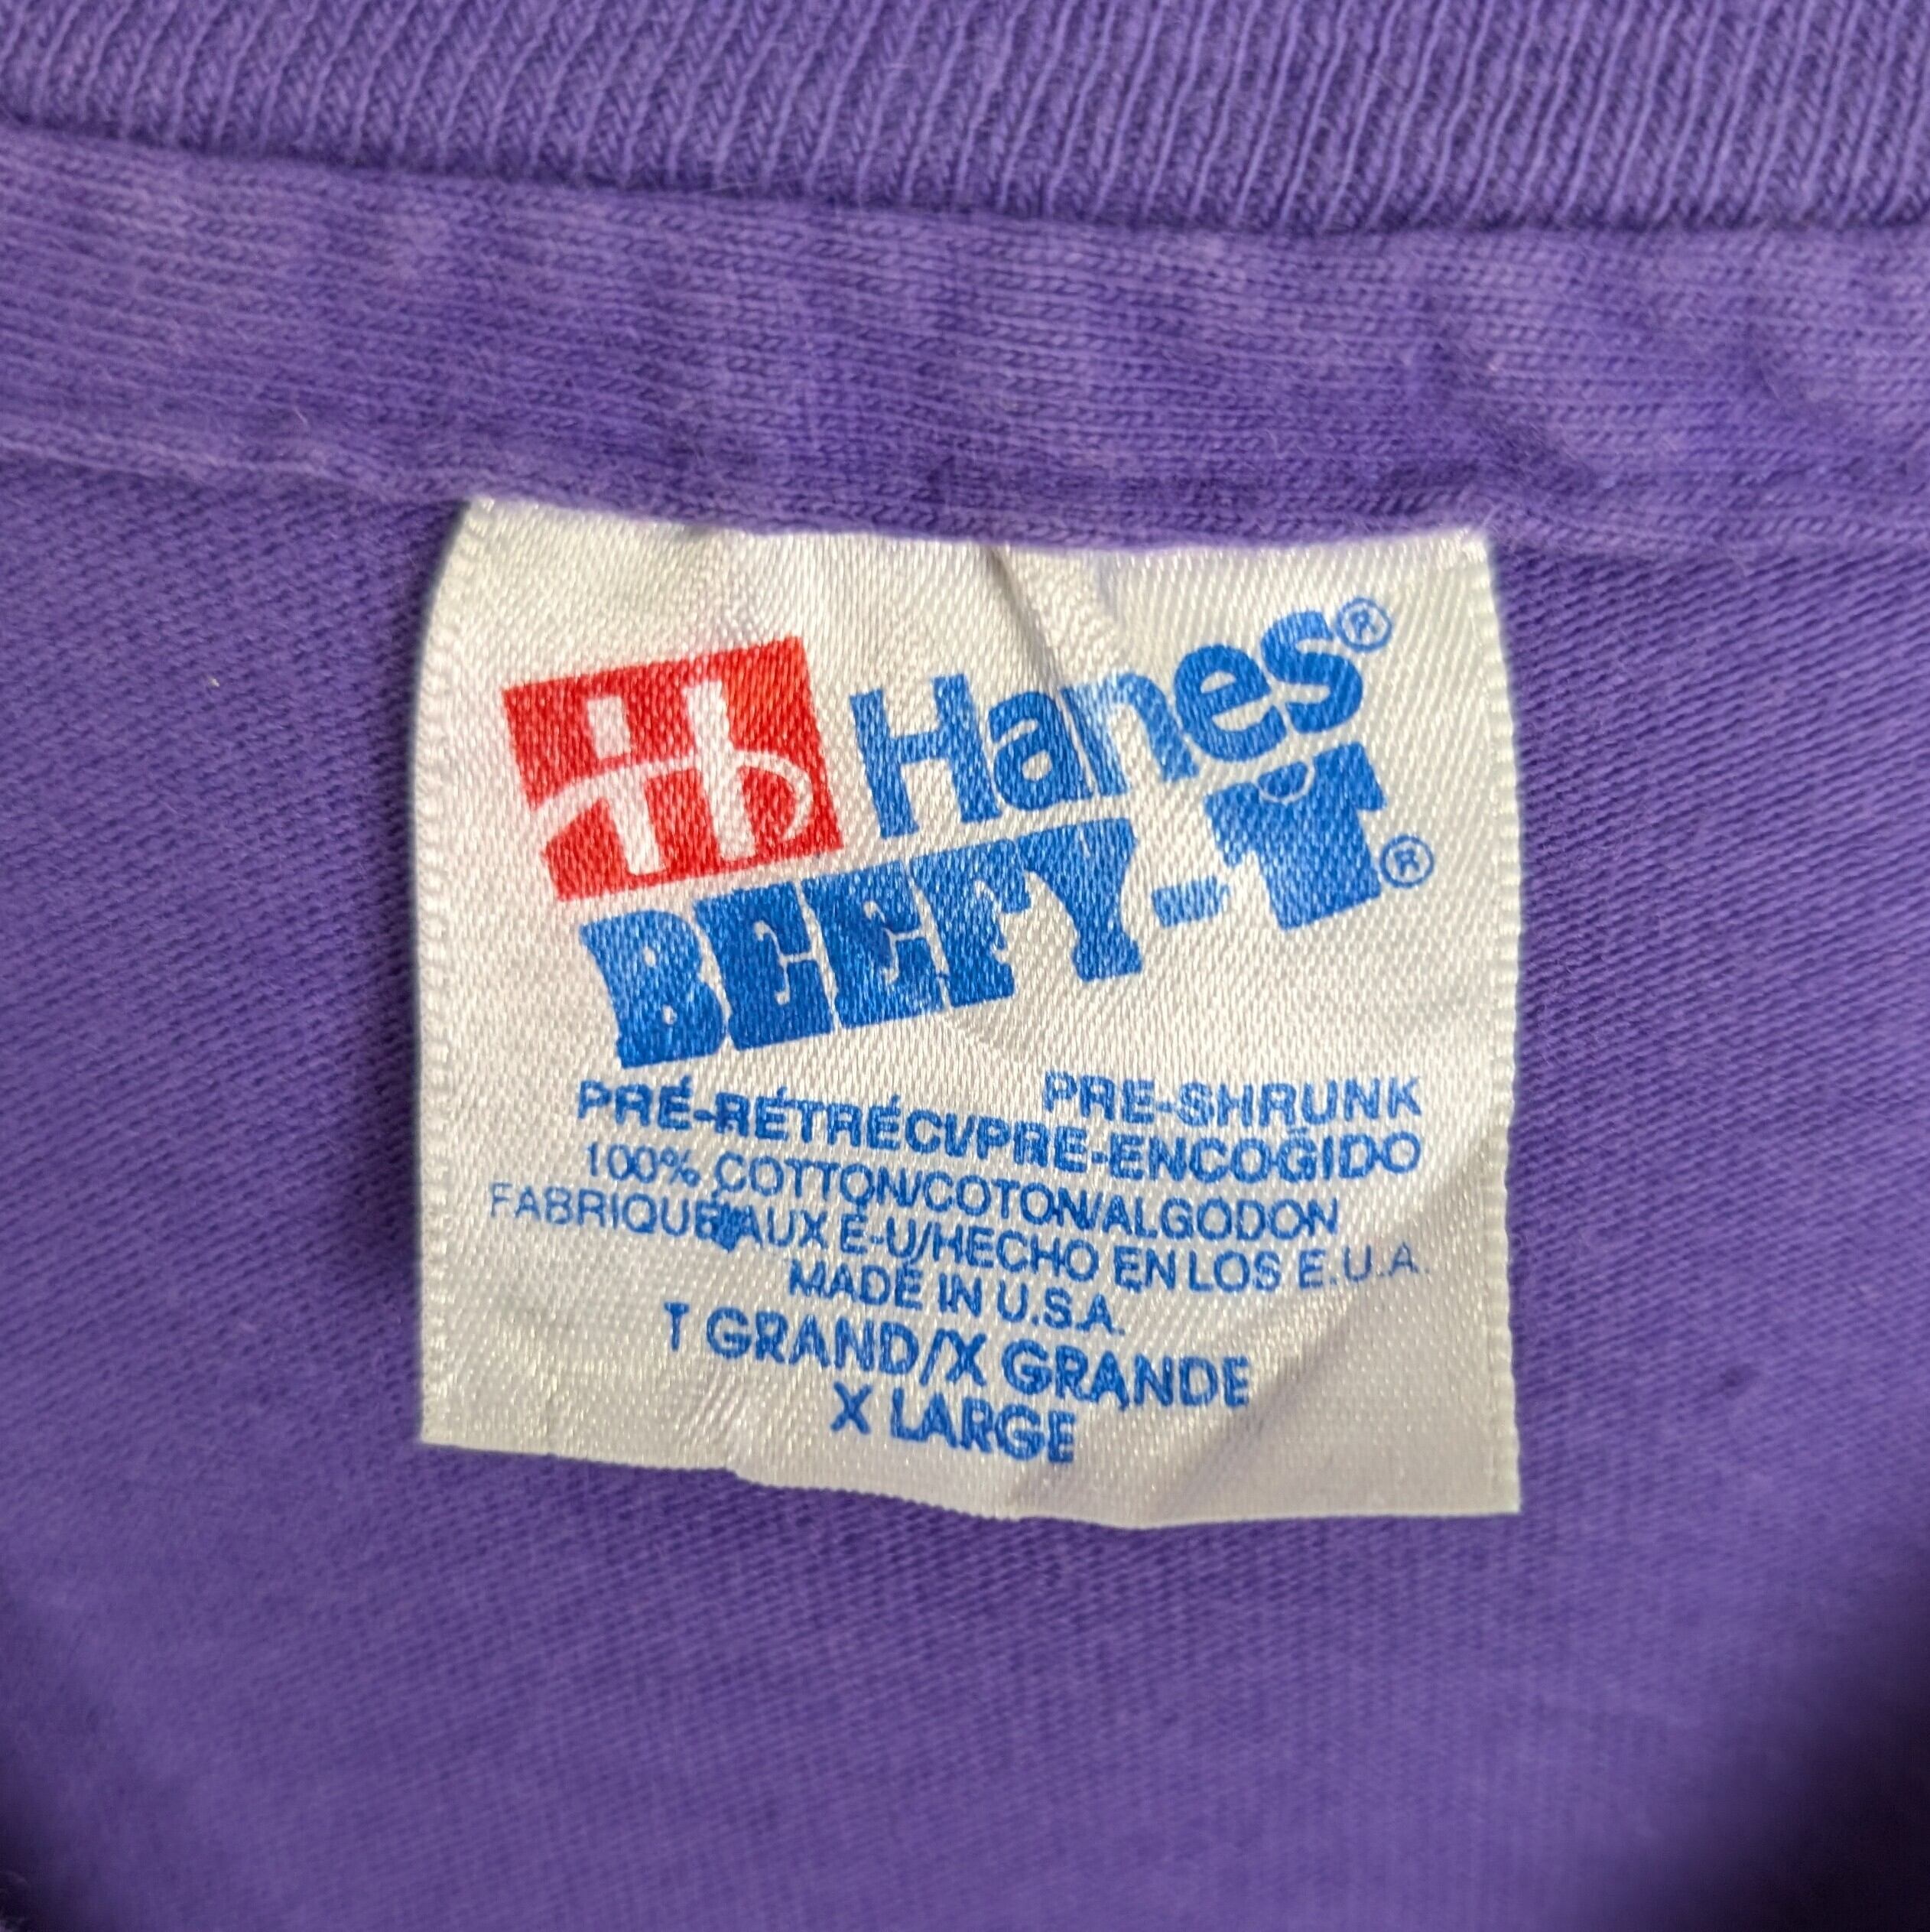 Hanes®
BEEFY-T®
PRE-SHRUNK
PRÉ-RÉTRÉCI/PRE-ENCOGIDO
100% COTTON/COTON/ALGODON
FABRIQUE AUX É-U/HECHO EN LOS E.U.A.
MADE IN U.S.A.
T GRAND/X GRANDE
X LARGE